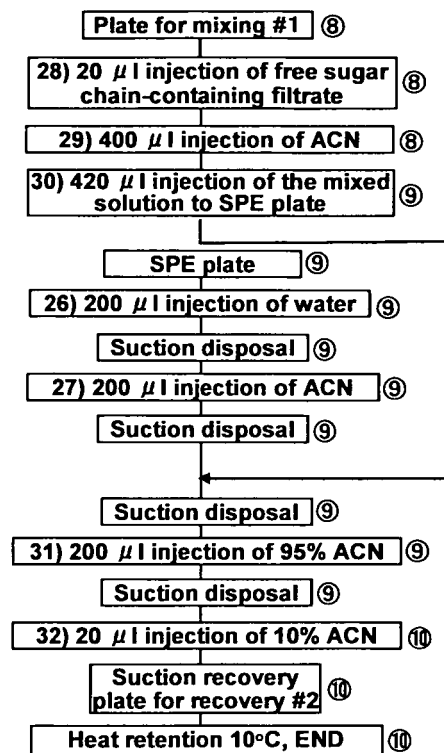 Plate for mixing #1 ⑧
28) 20 μl injection of free sugar
chain-containing filtrate ⑧
29) 400 μl injection of ACN ⑧
30) 420 μl injection of the mixed
solution to SPE plate ⑨
SPE plate ⑨
26) 200 μl injection of water ⑨
Suction disposal ⑨
27) 200 μl injection of ACN ⑨
Suction disposal ⑨
Suction disposal ⑨
31) 200 μl injection of 95% ACN ⑨
Suction disposal ⑨
32) 20 μl injection of 10% ACN ⑩
Suction recovery
plate for recovery #2 ⑩
Heat retention 10°C, END ⑩